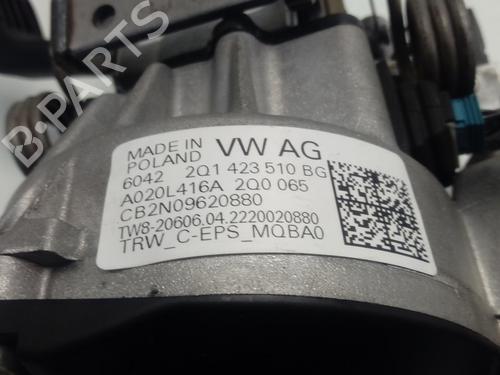 MADE IN
POLAND
VW AG
6042 2Q1 423 510 BG
A020L416A 2Q0 065
CB2N09620880
TW8-20606.04.2220020880
TRW_C-EPS_MQBA0
B-PARTS